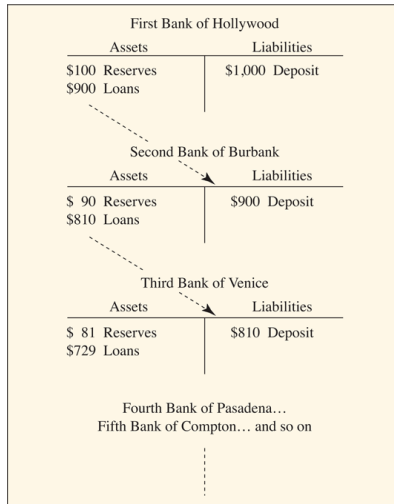 First Bank of Hollywood
Assets Liabilities
$100 Reserves $1,000 Deposit
$900 Loans
Second Bank of Burbank
Assets Liabilities
$ 90 Reserves $900 Deposit
$810 Loans
Third Bank of Venice
Assets Liabilities
$ 81 Reserves $810 Deposit
$729 Loans
Fourth Bank of Pasadena…
Fifth Bank of Compton… and so on